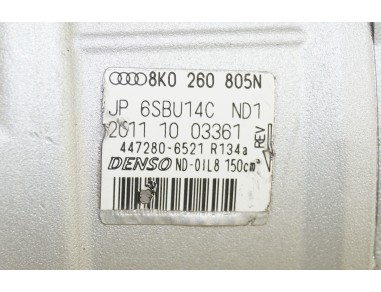 8K0 260 805N
JP 6SBU14C ND1
2011 10 03361
REV
447280-6521 R134a
DENSO ND-OIL8 150cm³